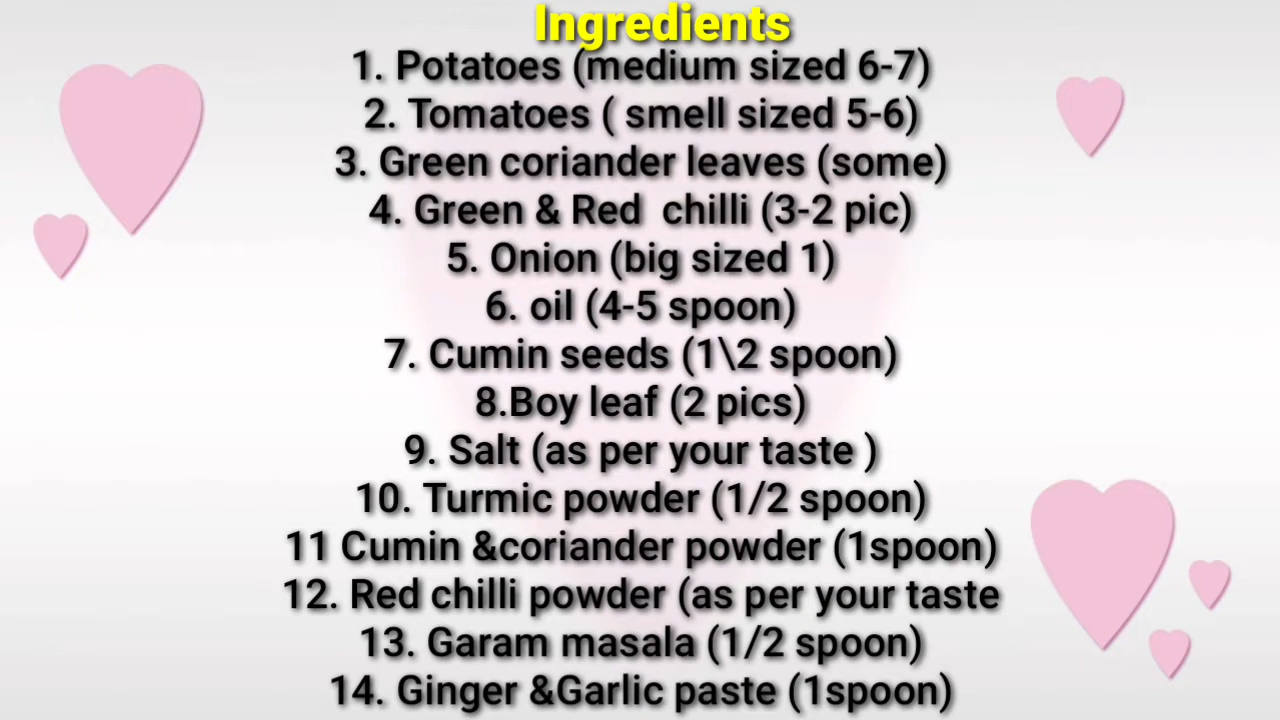 Ingredients
1. Potatoes (medium sized 6-7)
2. Tomatoes ( smell sized 5-6)
3. Green coriander leaves (some)
4. Green & Red  chilli (3-2 pic)
5. Onion (big sized 1)
6. oil (4-5 spoon)
7. Cumin seeds (1\2 spoon)
8.Boy leaf (2 pics)
9. Salt (as per your taste )
10. Turmic powder (1/2 spoon)
11 Cumin &coriander powder (1spoon)
12. Red chilli powder (as per your taste
13. Garam masala (1/2 spoon)
14. Ginger &Garlic paste (1spoon)